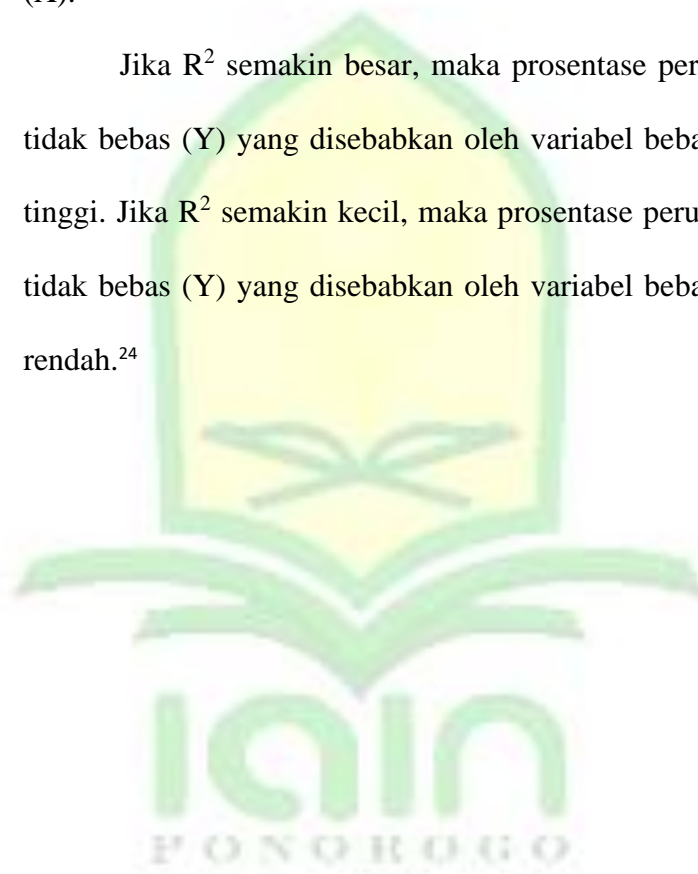 (X).
Jika R² semakin besar, maka prosentase per
tidak bebas (Y) yang disebabkan oleh variabel beba
tinggi. Jika R² semakin kecil, maka prosentase peru
tidak bebas (Y) yang disebabkan oleh variabel beba
rendah.²⁴
iain
PONOROGO